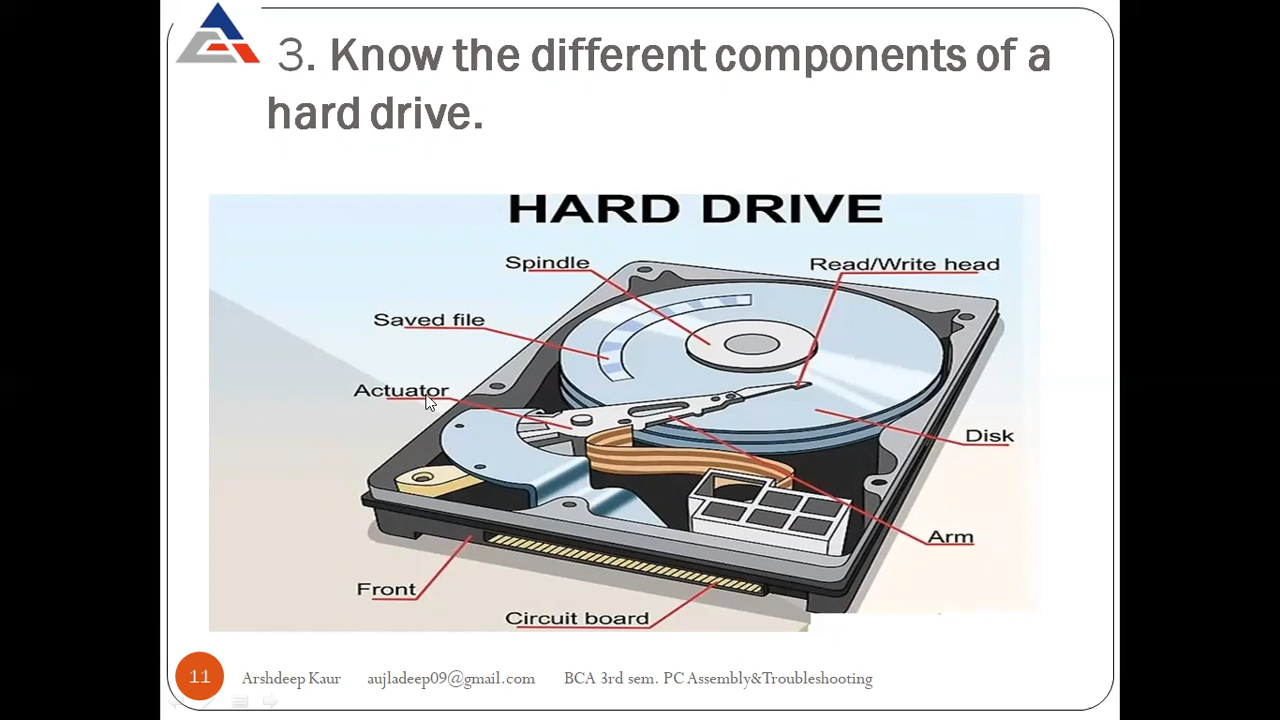 3. Know the different components of a
hard drive.
HARD DRIVE
Spindle
Read/Write head
Saved file
Actuator
Disk
Arm
Front
Circuit board
11
Arshdeep Kaur aujladeep09@gmail.com BCA 3rd sem. PC Assembly&Troubleshooting